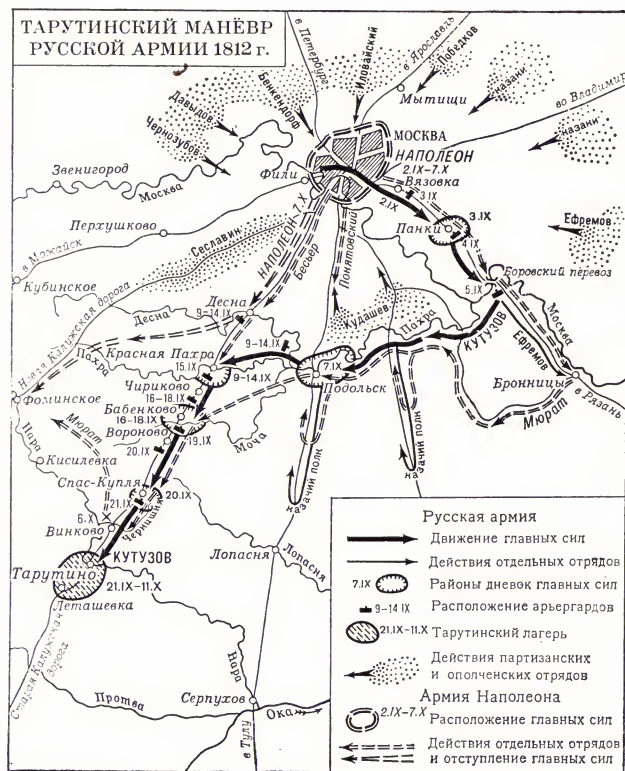 ТАРУТИНСКИЙ МАНЁВР
РУССКОЙ АРМИИ 1812 г.
в Петербург
Иловайский
в Ярославль
Победнов
казаки
во Владимир
Мытищи
Бенкендорф
Давыдов
Чернозубов
казаки
МОСКВА
НАПОЛЕОН
2.IX–7.X
Звенигород
Москва
Фили
Вязовка
3.IX
2.IX
3.IX
Панки
4.IX
Ефремов
Перхушково
в Можайск
Сеславин
НАПОЛЕОН-7.X
Бессьер
Понятовский
Боровский перевоз
5.IX
Кубинское
Новая Калужская дорога
Десна
9–14.IX
Десна
Кудашев
Пахра
КУТУЗОВ
Ефремов
Москва
Пахра
Красная Пахра
9–14.IX
15.IX
9–14.IX
7.IX
Подольск
Бронницы
в Рязань
Мюрат
Фоминское
Чириково
16–18.IX
Бабенково
16–18.IX
Вороново
19.IX
Моча
Нара
Мюрат
20.IX
Кисилевка
казачий полк
казачий полк
Спас-Купля
21.IX
20.IX
Чернишня
6.X
Винково
КУТУЗОВ
Тарутино
21.IX–11.X
Леташевка
Лопасня
Лопасня
Старая Калужская
дорога
Нара
Протва
Серпухов
Ока
в Тулу
Русская армия
Движение главных сил
Действия отдельных отрядов
7.IX Районы дневок главных сил
9–14 IX Расположение арьергардов
21.IX–11.X Тарутинский лагерь
Действия партизанских
и ополченских отрядов
Армия Наполеона
2.IX–7.X Расположение главных сил
Действия отдельных отрядов
и отступление главных сил